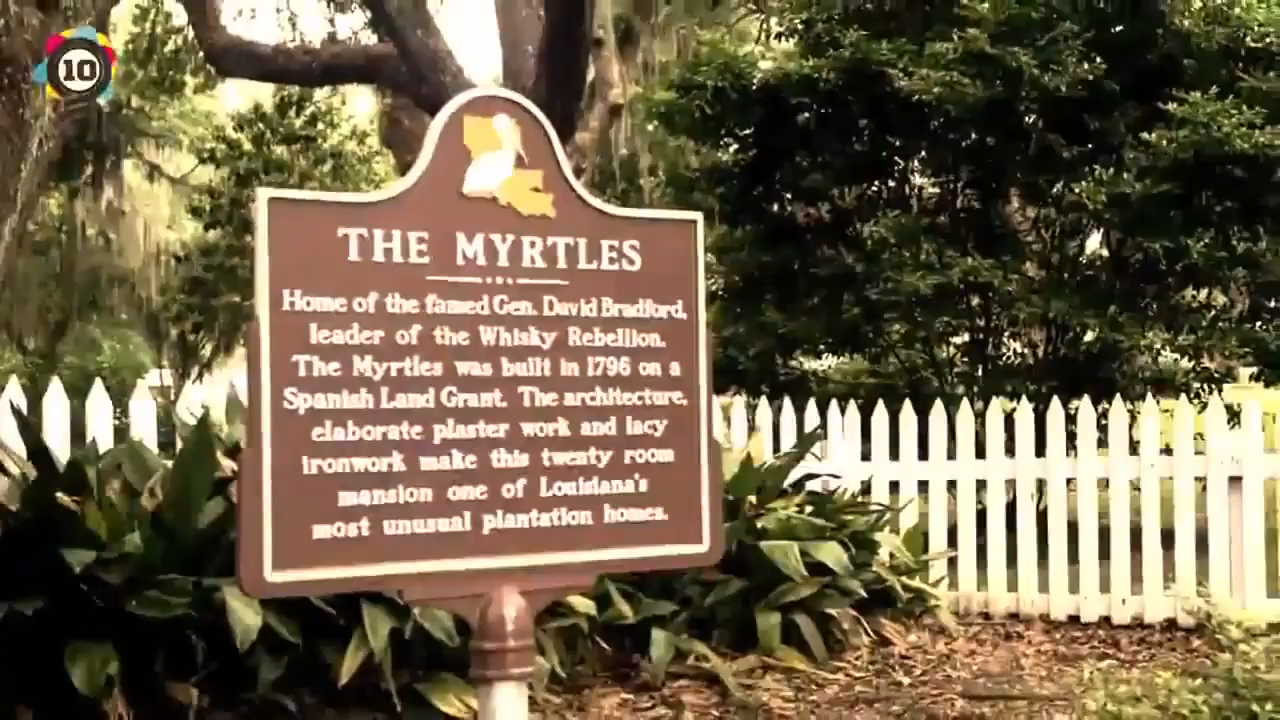 10
THE MYRTLES
Home of the famed Gen. David Bradford,
leader of the Whisky Rebellion.
The Myrtles was built in 1796 on a
Spanish Land Grant. The architecture,
elaborate plaster work and lacy
ironwork make this twenty room
mansion one of Louisiana's
most unusual plantation homes.